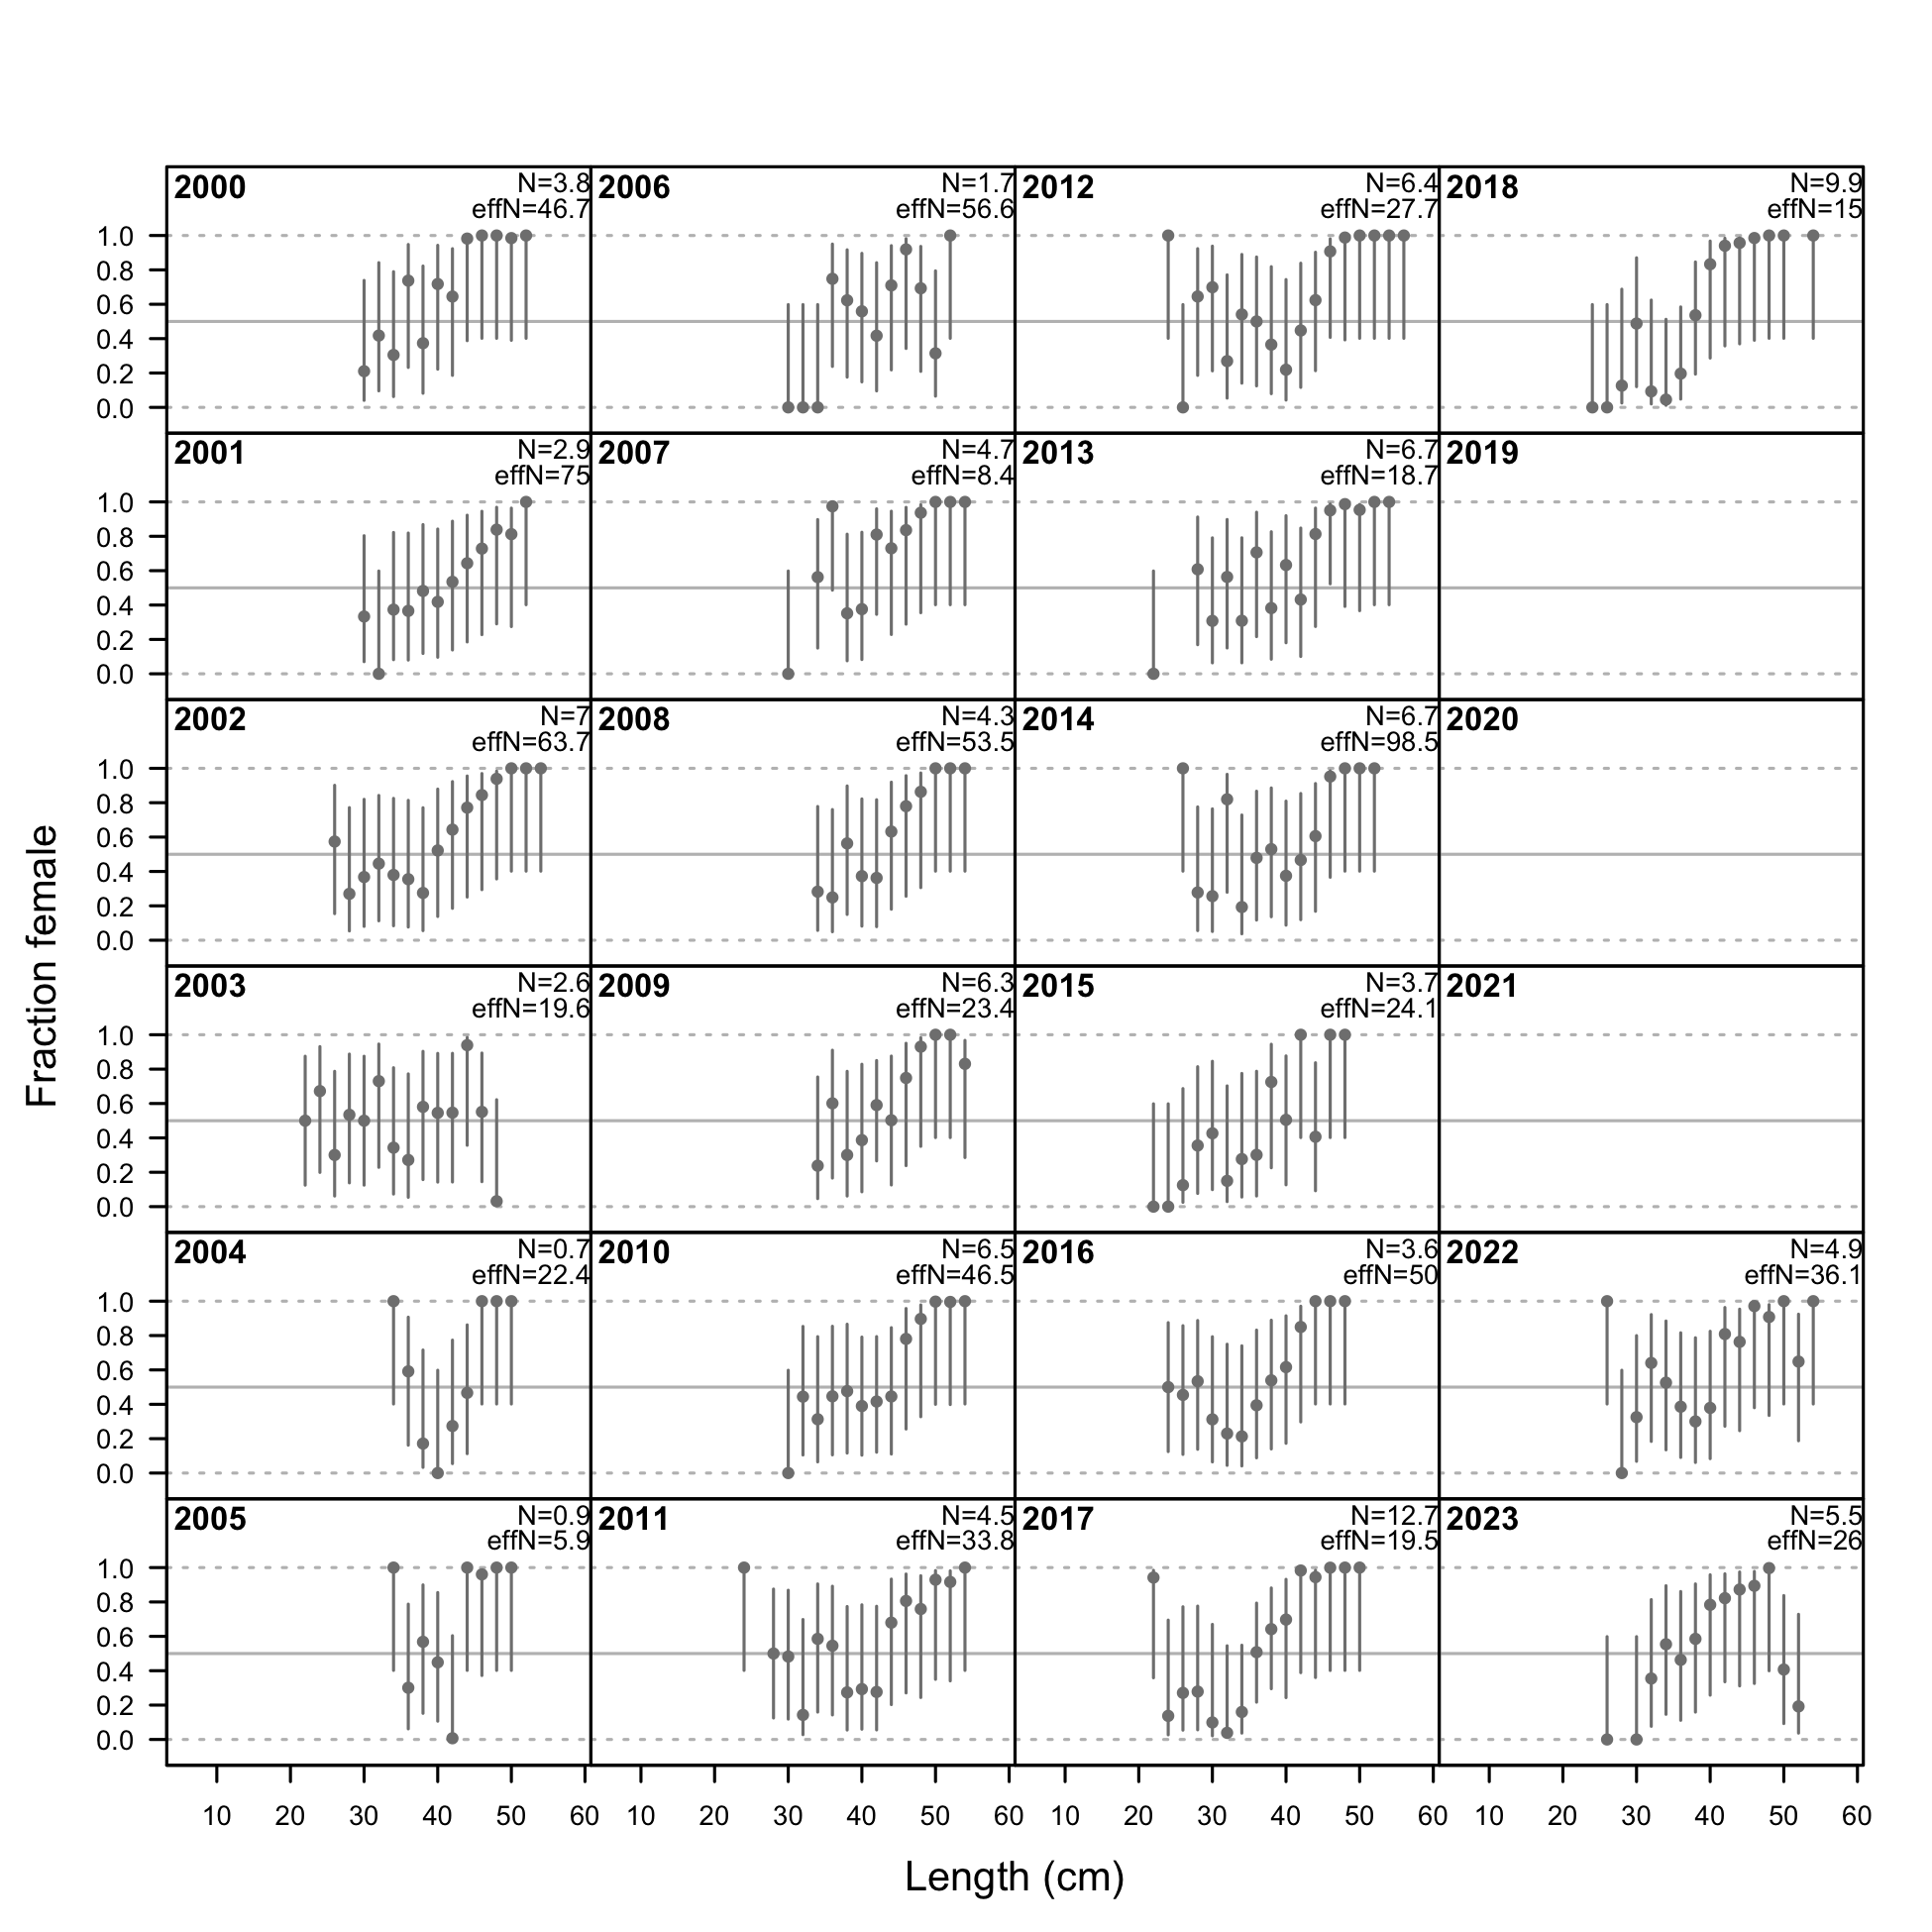 2000 N=3.8
effN=46.7
2006 N=1.7
effN=56.6
2012 N=6.4
effN=27.7
2018 N=9.9
effN=15
1.0
0.8
0.6
0.4
0.2
0.0
2001 N=2.9
effN=75
2007 N=4.7
effN=8.4
2013 N=6.7
effN=18.7
2019
1.0
0.8
0.6
0.4
0.2
0.0
2002 N=7
effN=63.7
2008 N=4.3
effN=53.5
2014 N=6.7
effN=98.5
2020
1.0
0.8
0.6
0.4
0.2
0.0
2003 N=2.6
effN=19.6
2009 N=6.3
effN=23.4
2015 N=3.7
effN=24.1
2021
1.0
0.8
0.6
0.4
0.2
0.0
2004 N=0.7
effN=22.4
2010 N=6.5
effN=46.5
2016 N=3.6
effN=50
2022 N=4.9
effN=36.1
1.0
0.8
0.6
0.4
0.2
0.0
2005 N=0.9
effN=5.9
2011 N=4.5
effN=33.8
2017 N=12.7
effN=19.5
2023 N=5.5
effN=26
1.0
0.8
0.6
0.4
0.2
0.0
10 20 30 40 50 60 10 20 30 40 50 60 10 20 30 40 50 60 10 20 30 40 50 60
Length (cm)
Fraction female